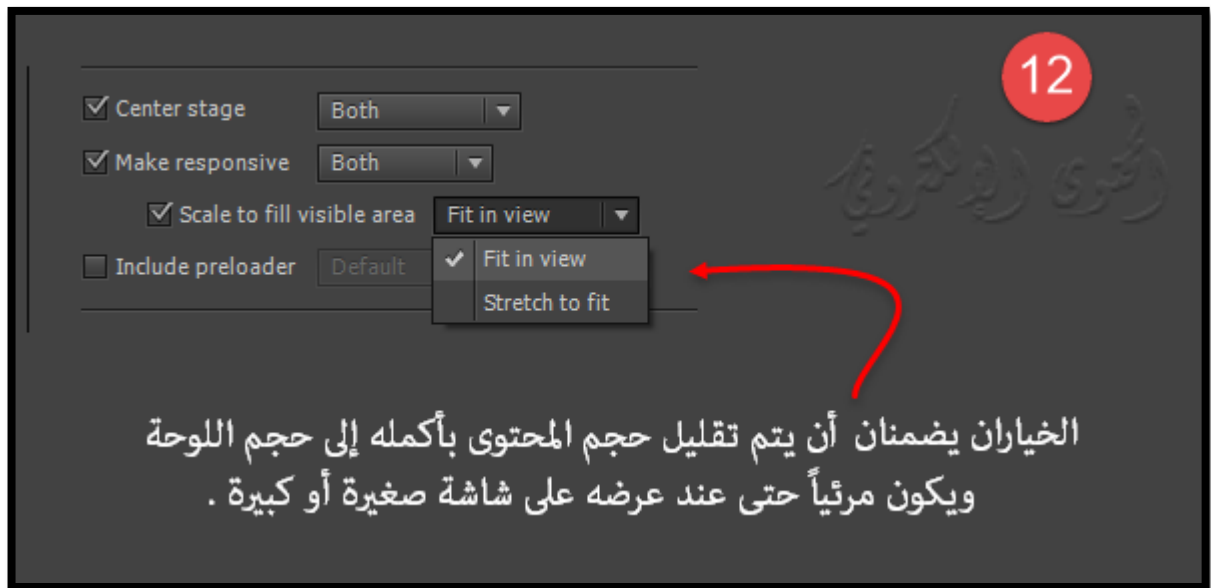 12
Center stage Both
Make responsive Both
المحتوى الإلكتروني
Scale to fill visible area Fit in view
Include preloader Default
Fit in view
Stretch to fit
الخياران يضمنان أن يتم تقليل حجم المحتوى بأكمله إلى حجم اللوحة
ويكون مرئياً حتى عند عرضه على شاشة صغيرة أو كبيرة .